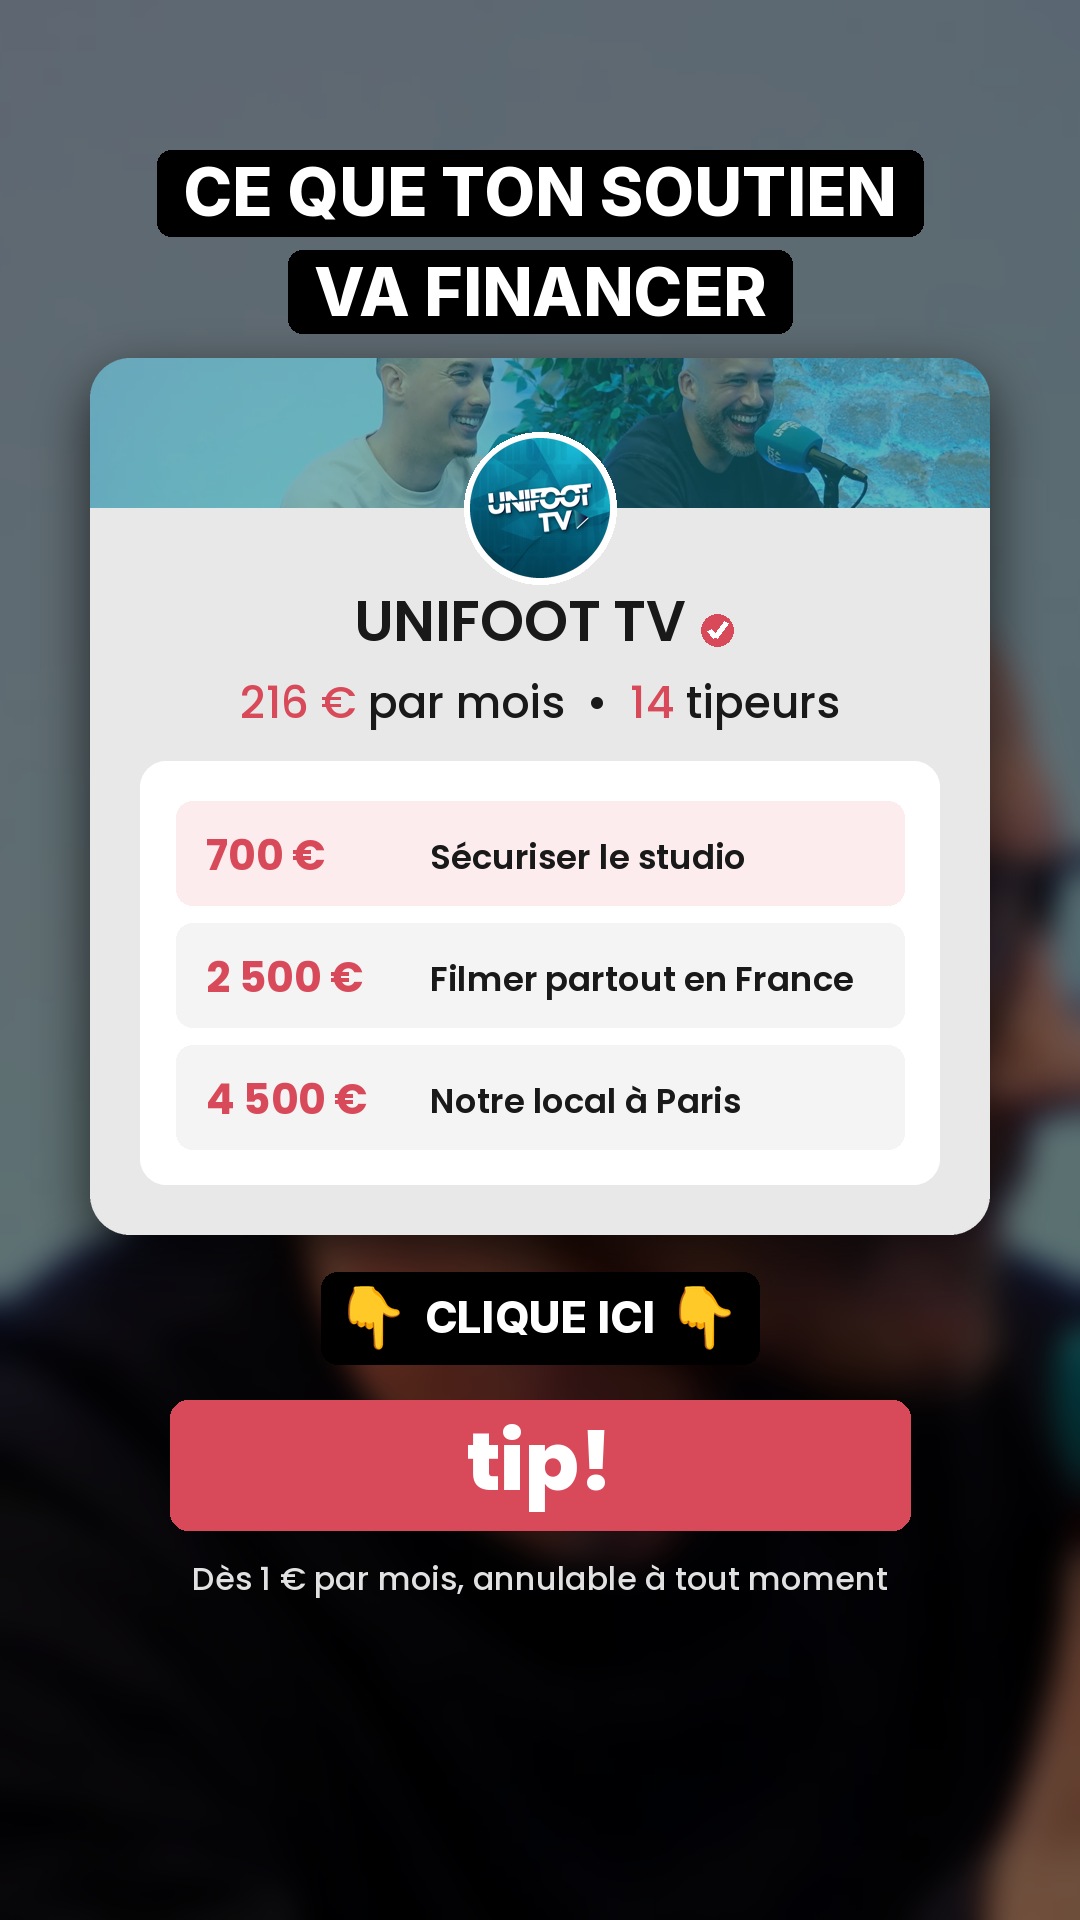 CE QUE TON SOUTIEN
VA FINANCER
UNIFOOT
TV
UNIFOOT TV
216 € par mois • 14 tipeurs
700 € Sécuriser le studio
2 500 € Filmer partout en France
4 500 € Notre local à Paris
👇 CLIQUE ICI 👇
tip!
Dès 1 € par mois, annulable à tout moment